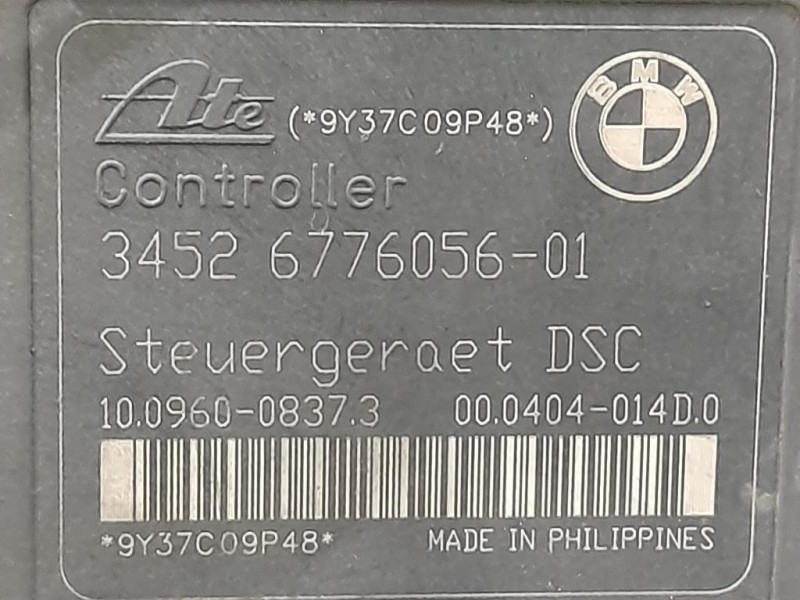 Ate (*9Y37C09P48*)
BMW
Controller
3452 6776056-01
Steuergeraet DSC
10.0960-0837.3 00.0404-014D.0
*9Y37C09P48* MADE IN PHILIPPINES